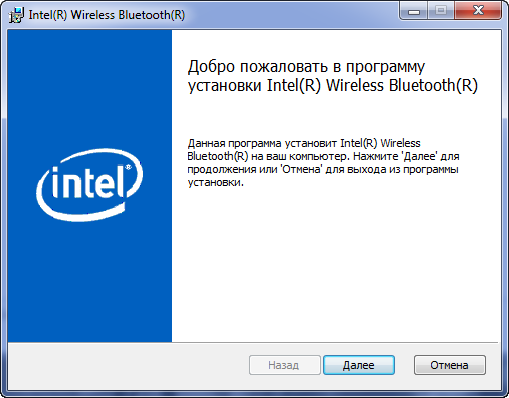 Intel(R) Wireless Bluetooth(R)
Добро пожаловать в программу
установки Intel(R) Wireless Bluetooth(R)
Данная программа установит Intel(R) Wireless
Bluetooth(R) на ваш компьютер. Нажмите 'Далее' для
продолжения или 'Отмена' для выхода из программы
установки.
intel®
Назад Далее Отмена